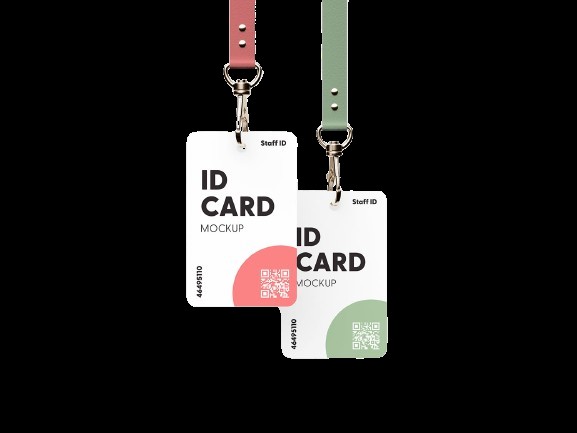 Staff ID
ID
CARD
MOCKUP
46495110
Staff ID
ID
CARD
MOCKUP
46495110